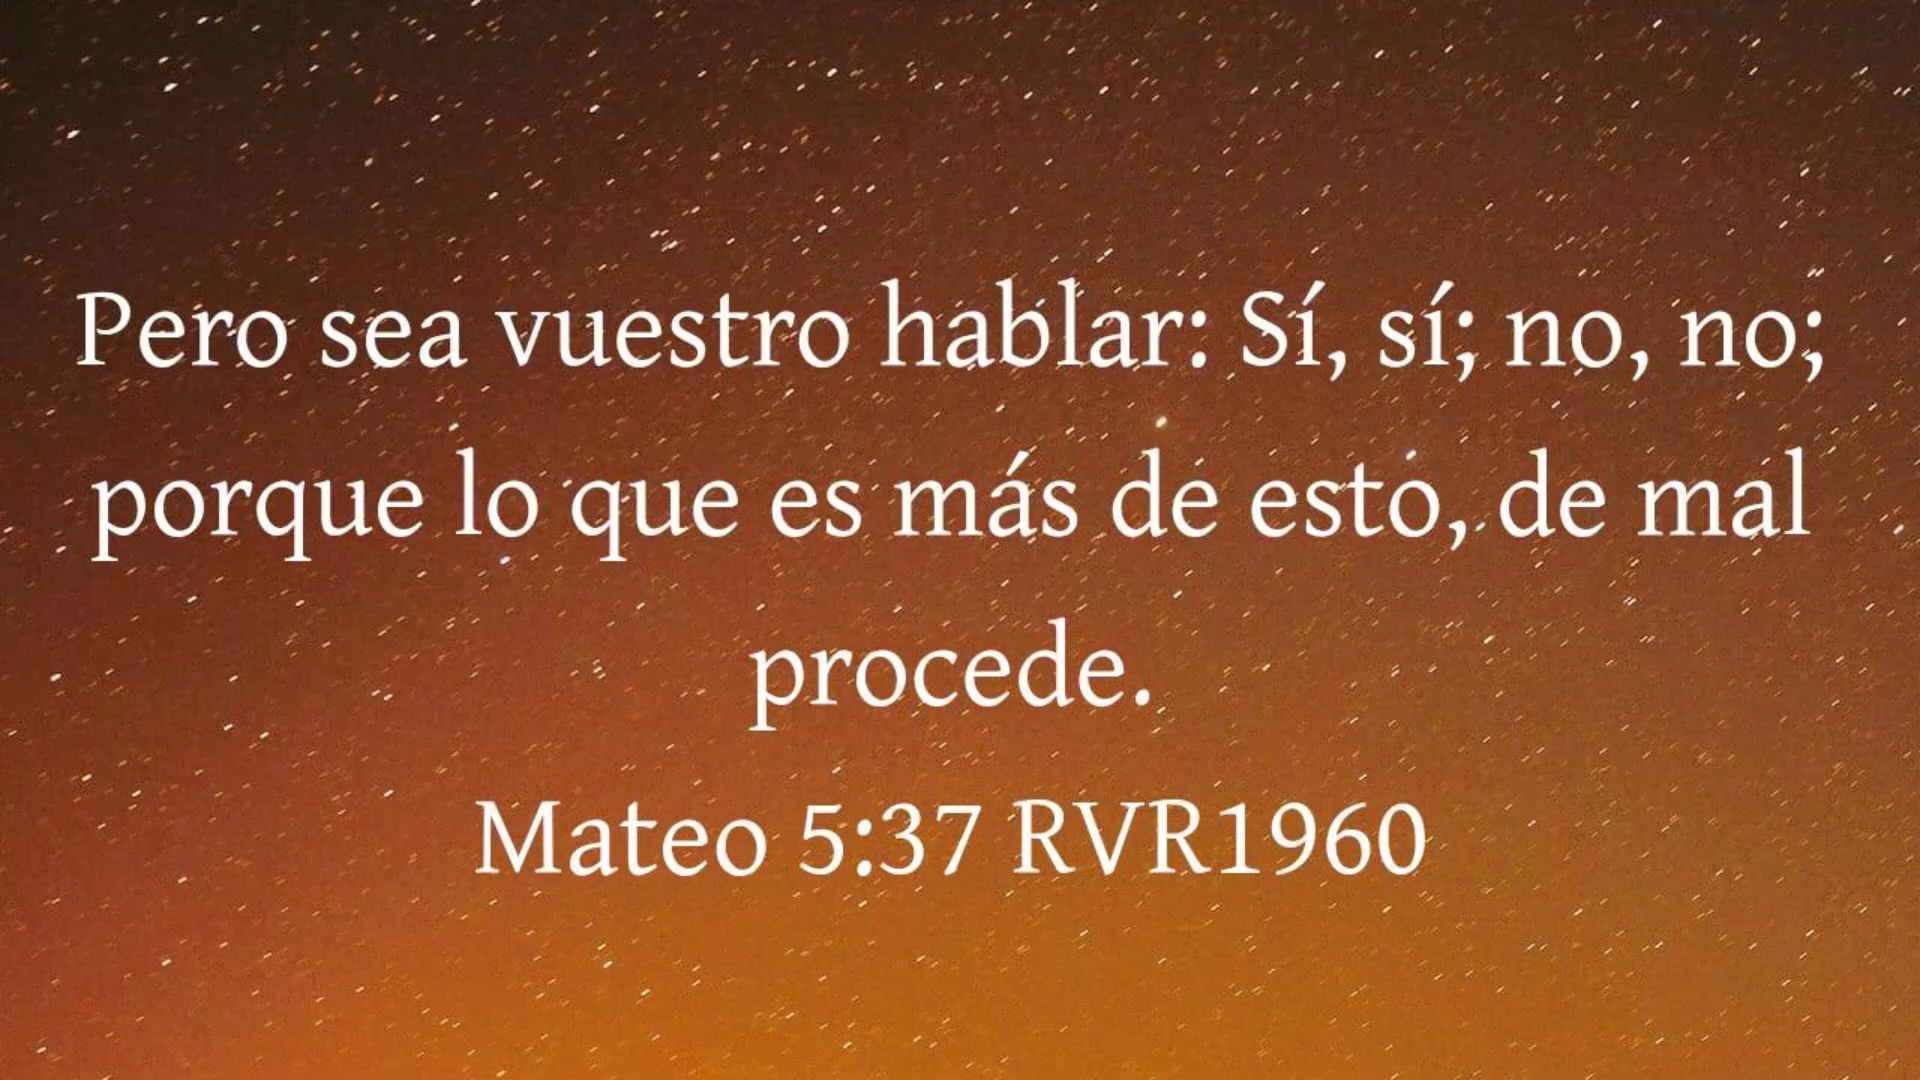 Pero sea vuestro hablar: Sí, sí; no, no;
porque lo que es más de esto, de mal
procede.
Mateo 5:37 RVR1960